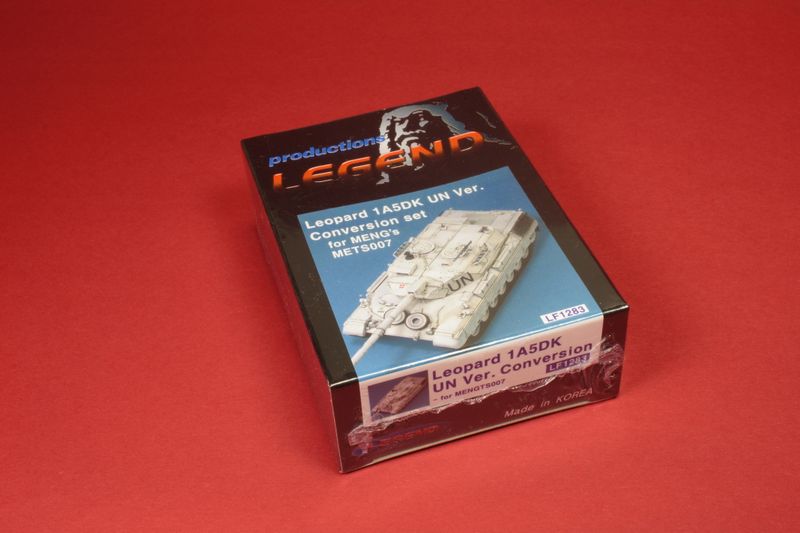 productions
LEGEND
Leopard 1A5DK UN Ver.
Conversion set
for MENG's
METS007
UN
LF1283
Leopard 1A5DK
UN Ver. Conversion
- for MENGTS007
LF1283
LEGEND
Made in KOREA